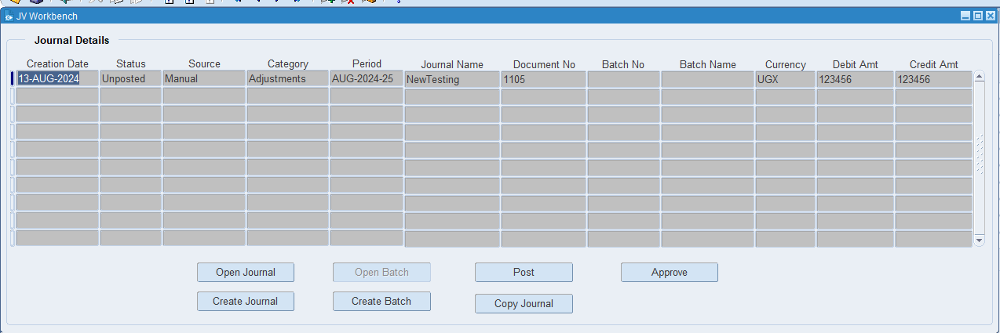 JV Workbench
Journal Details
Creation Date Status Source Category Period Journal Name Document No Batch No Batch Name Currency Debit Amt Credit Amt
13-AUG-2024 Unposted Manual Adjustments AUG-2024-25 NewTesting 1105 UGX 123456 123456
Open Journal Open Batch Post Approve
Create Journal Create Batch Copy Journal